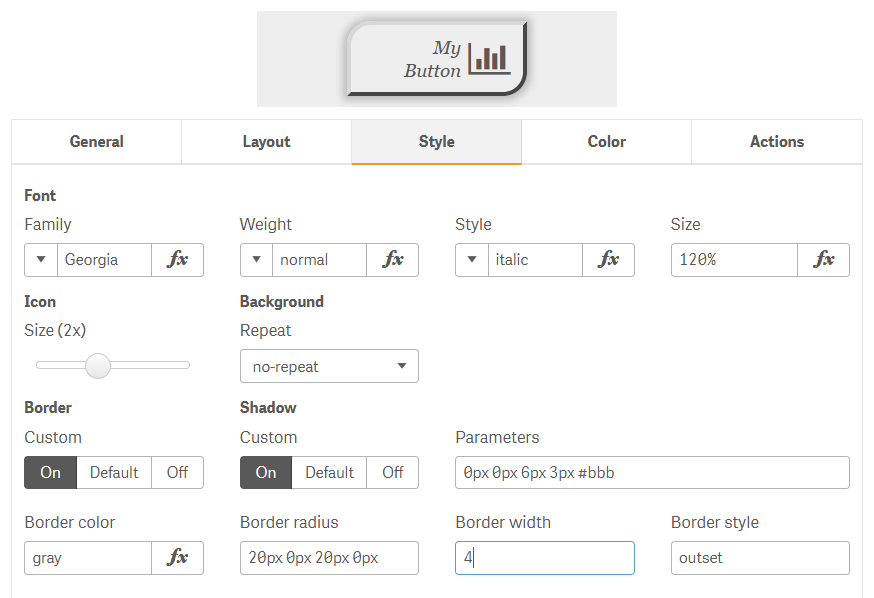 My
Button
General Layout Style Color Actions
Font
Family Weight Style Size
Georgia fx normal fx italic fx 120% fx
Icon Background
Size (2x) Repeat
no-repeat
Border Shadow
Custom Custom Parameters
On Default Off On Default Off 0px 0px 6px 3px #bbb
Border color Border radius Border width Border style
gray fx 20px 0px 20px 0px 4 outset